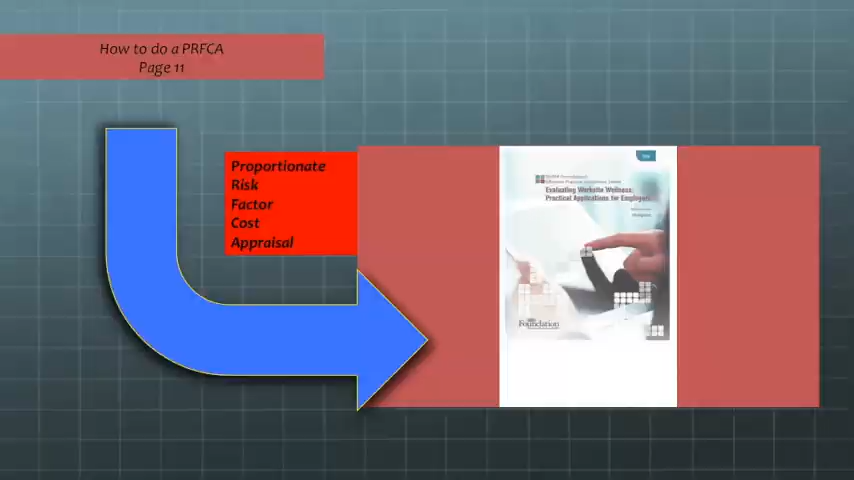 How to do a PRFCA
Page 11
Proportionate
Risk
Factor
Cost
Appraisal
Evaluating Worksite Wellness:
Practical Applications for Employers
Foundation